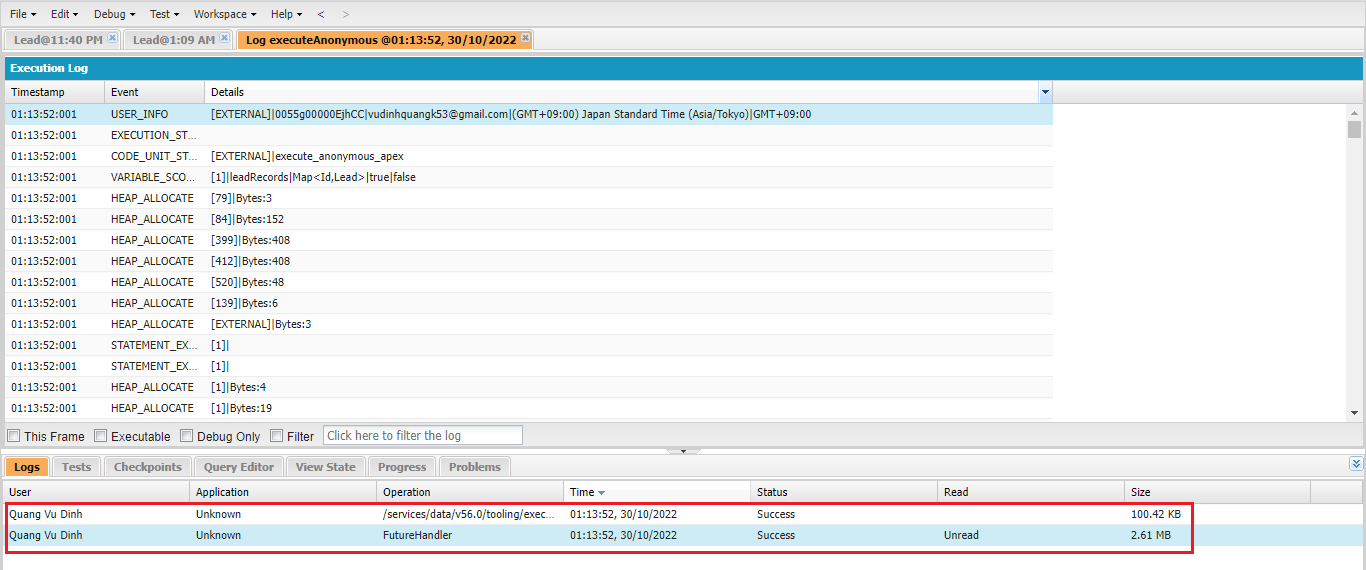 File Edit Debug Test Workspace Help < >
Lead@11:40 PM Lead@1:09 AM Log executeAnonymous @01:13:52, 30/10/2022
Execution Log
Timestamp Event Details
01:13:52:001 USER_INFO [EXTERNAL]|0055g00000EjhCC|vudinhquangk53@gmail.com|(GMT+09:00) Japan Standard Time (Asia/Tokyo)|GMT+09:00
01:13:52:001 EXECUTION_ST...
01:13:52:001 CODE_UNIT_ST... [EXTERNAL]|execute_anonymous_apex
01:13:52:001 VARIABLE_SCO... [1]|leadRecords|Map<Id,Lead>|true|false
01:13:52:001 HEAP_ALLOCATE [79]|Bytes:3
01:13:52:001 HEAP_ALLOCATE [84]|Bytes:152
01:13:52:001 HEAP_ALLOCATE [399]|Bytes:408
01:13:52:001 HEAP_ALLOCATE [412]|Bytes:408
01:13:52:001 HEAP_ALLOCATE [520]|Bytes:48
01:13:52:001 HEAP_ALLOCATE [139]|Bytes:6
01:13:52:001 HEAP_ALLOCATE [EXTERNAL]|Bytes:3
01:13:52:001 STATEMENT_EX... [1]|
01:13:52:001 STATEMENT_EX... [1]|
01:13:52:001 HEAP_ALLOCATE [1]|Bytes:4
01:13:52:001 HEAP_ALLOCATE [1]|Bytes:19
This Frame Executable Debug Only Filter Click here to filter the log
Logs Tests Checkpoints Query Editor View State Progress Problems
User Application Operation Time Status Read Size
Quang Vu Dinh Unknown /services/data/v56.0/tooling/exec... 01:13:52, 30/10/2022 Success 100.42 KB
Quang Vu Dinh Unknown FutureHandler 01:13:52, 30/10/2022 Success Unread 2.61 MB